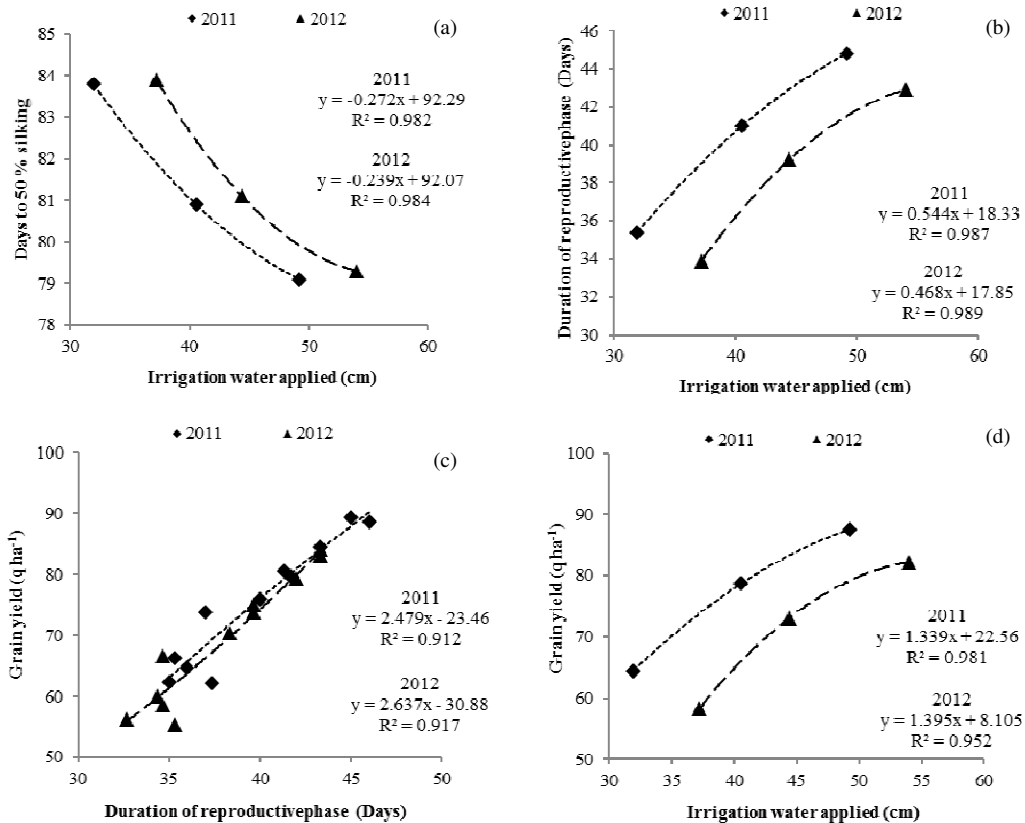 2011 2012
(a)
85
84
83
82
81
80
79
78
30 40 50 60
Days to 50 % silking
Irrigation water applied (cm)
2011
y = -0.272x + 92.29
R² = 0.982
2012
y = -0.239x + 92.07
R² = 0.984
2011 2012
(b)
46
44
42
40
38
36
34
32
30
30 40 50 60
Duration of reproductivephase (Days)
Irrigation water applied (cm)
2011
y = 0.544x + 18.33
R² = 0.987
2012
y = 0.468x + 17.85
R² = 0.989
2011 2012
(c)
100
90
80
70
60
50
30 35 40 45 50
Grain yield (q ha⁻¹)
Duration of reproductivephase (Days)
2011
y = 2.479x - 23.46
R² = 0.912
2012
y = 2.637x - 30.88
R² = 0.917
2011 2012
(d)
100
90
80
70
60
50
30 35 40 45 50 55 60
Grain yield (q ha⁻¹)
Irrigation water applied (cm)
2011
y = 1.339x + 22.56
R² = 0.981
2012
y = 1.395x + 8.105
R² = 0.952